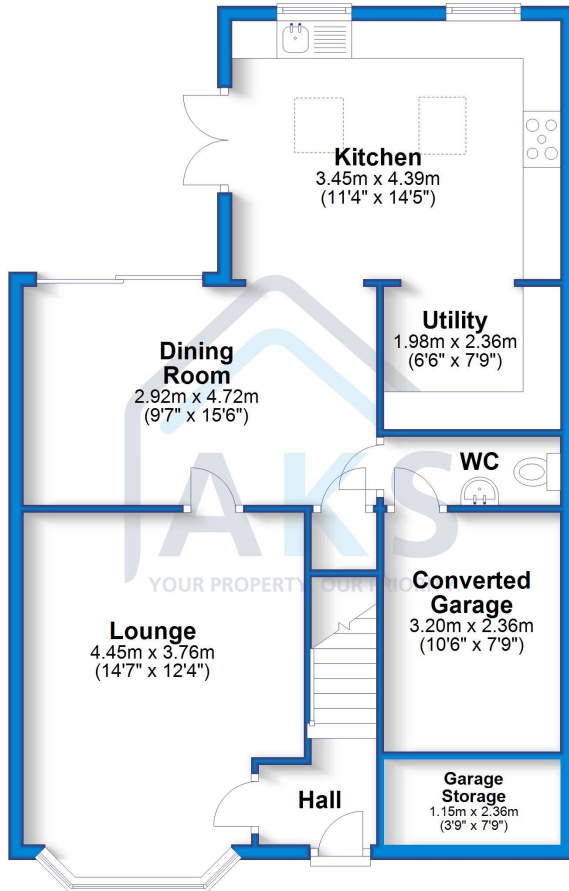 Kitchen
3.45m x 4.39m
(11'4" x 14'5")
Utility
1.98m x 2.36m
(6'6" x 7'9")
Dining
Room
2.92m x 4.72m
(9'7" x 15'6")
WC
AKS
YOUR PROPERTY, OUR PRIORITY
Converted
Garage
3.20m x 2.36m
(10'6" x 7'9")
Lounge
4.45m x 3.76m
(14'7" x 12'4")
Hall
Garage
Storage
1.15m x 2.36m
(3'9" x 7'9")